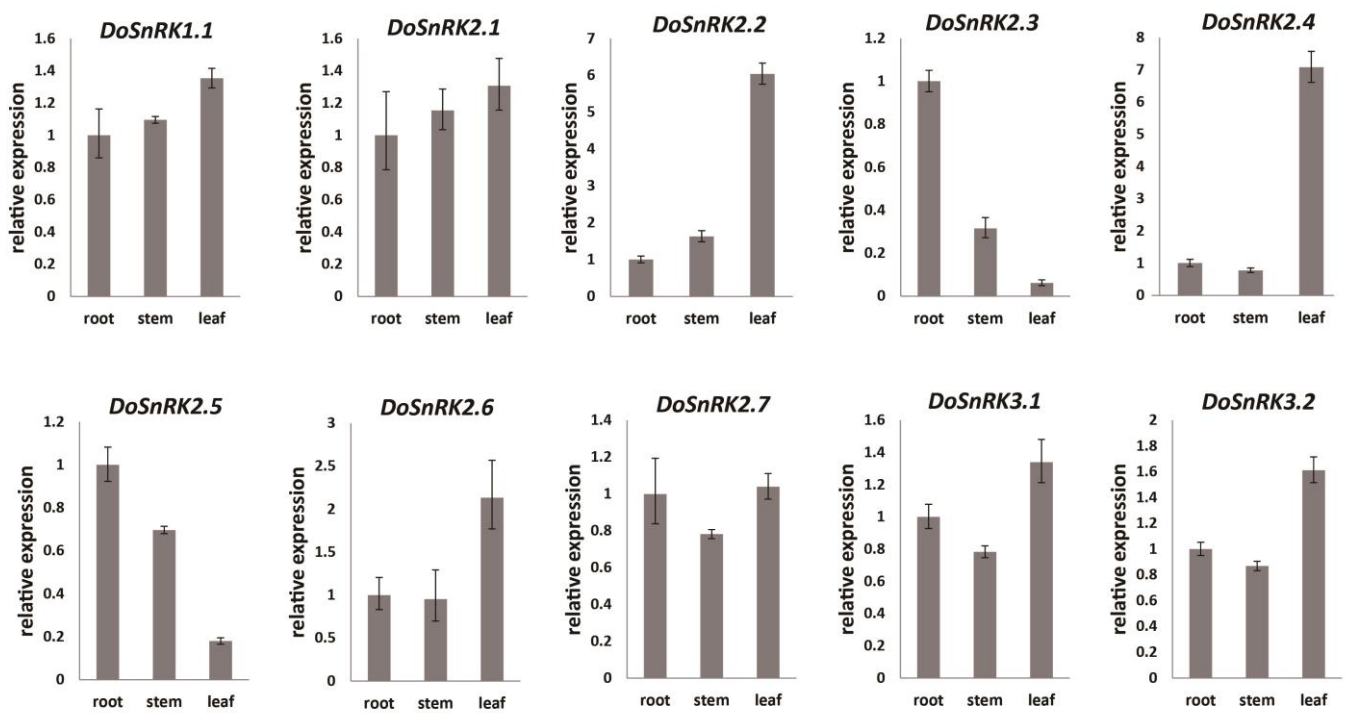 DoSnRK1.1
relative expression
1.6
1.4
1.2
1
0.8
0.6
0.4
0.2
0
root stem leaf
DoSnRK2.1
relative expression
1.6
1.4
1.2
1
0.8
0.6
0.4
0.2
0
root stem leaf
DoSnRK2.2
relative expression
7
6
5
4
3
2
1
0
root stem leaf
DoSnRK2.3
relative expression
1.2
1
0.8
0.6
0.4
0.2
0
root stem leaf
DoSnRK2.4
relative expression
8
7
6
5
4
3
2
1
0
root stem leaf
DoSnRK2.5
relative expression
1.2
1
0.8
0.6
0.4
0.2
0
root stem leaf
DoSnRK2.6
relative expression
3
2.5
2
1.5
1
0.5
0
root stem leaf
DoSnRK2.7
relative expression
1.4
1.2
1
0.8
0.6
0.4
0.2
0
root stem leaf
DoSnRK3.1
relative expression
1.6
1.4
1.2
1
0.8
0.6
0.4
0.2
0
root stem leaf
DoSnRK3.2
relative expression
2
1.8
1.6
1.4
1.2
1
0.8
0.6
0.4
0.2
0
root stem leaf